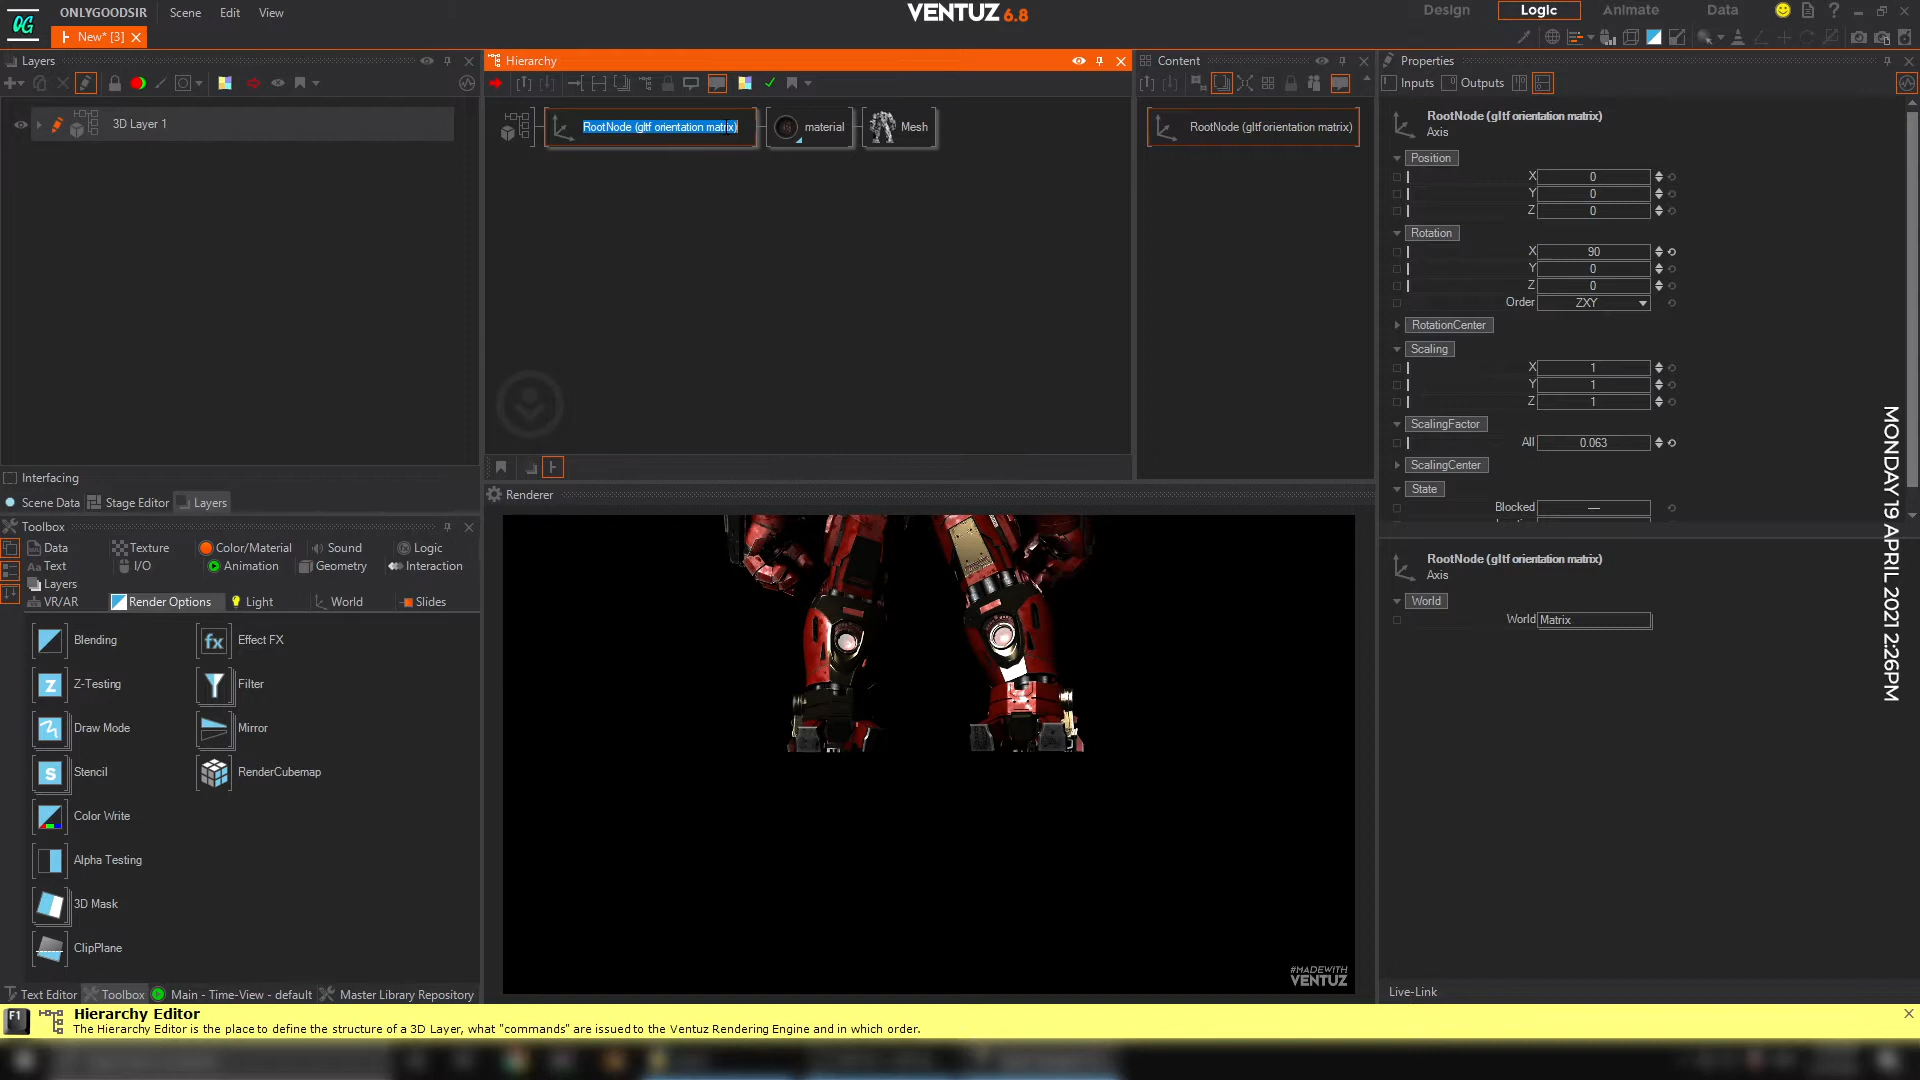 OG
ONLYGOODSIR
Scene
Edit
View
VENTUZ 6.8
Design
Logic
Animate
Data
New* [3]
Layers
3D Layer 1
Hierarchy
RootNode (gltf orientation matrix)
material
Mesh
Content
RootNode (gltf orientation matrix)
Properties
Inputs
Outputs
RootNode (gltf orientation matrix)
Axis
Position
X 0
Y 0
Z 0
Rotation
X 90
Y 0
Z 0
Order ZXY
RotationCenter
Scaling
X 1
Y 1
Z 1
ScalingFactor
All 0.063
ScalingCenter
State
Blocked —
RootNode (gltf orientation matrix)
Axis
World
World Matrix
Live-Link
MONDAY 19 APRIL 2021 2:26PM
Interfacing
Scene Data
Stage Editor
Layers
Toolbox
Data
Texture
Color/Material
Sound
Logic
Aa Text
I/O
Animation
Geometry
Interaction
Layers
VR/AR
Render Options
Light
World
Slides
Blending
fx Effect FX
Z Z-Testing
Filter
Draw Mode
Mirror
S Stencil
RenderCubemap
Color Write
Alpha Testing
3D Mask
ClipPlane
Renderer
#MADEWITH
VENTUZ
Text Editor
Toolbox
Main - Time-View - default
Master Library Repository
F1
Hierarchy Editor
The Hierarchy Editor is the place to define the structure of a 3D Layer, what "commands" are issued to the Ventuz Rendering Engine and in which order.